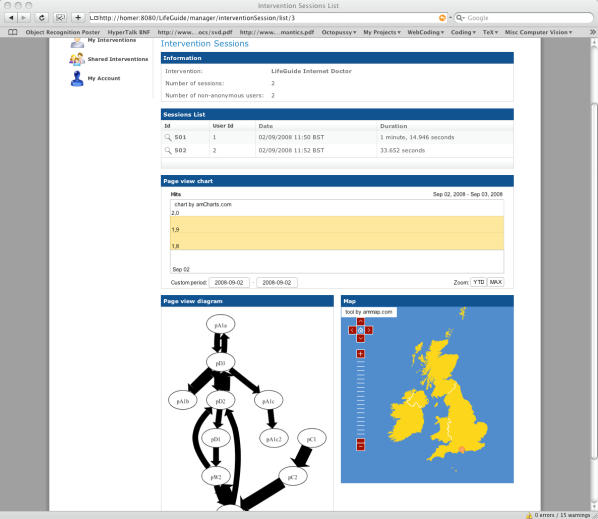 Intervention Sessions List
http://homer:8080/LifeGuide/manager/interventionSession/list/3
Google
Object Recognition Poster HyperTalk BNF http://www...ocs/svd.pdf http://www...mantics.pdf Octopussy My Projects WebCoding Coding TeX Misc Computer Vision
My Interventions
Shared Interventions
My Account
Intervention Sessions
Information
Intervention: LifeGuide Internet Doctor
Number of sessions: 2
Number of non-anonymous users: 2
Sessions List
Id User Id Date Duration
501 1 02/09/2008 11:50 BST 1 minute, 14.946 seconds
502 2 02/09/2008 11:52 BST 33.652 seconds
Page view chart
Hits Sep 02, 2008 - Sep 03, 2008
chart by amCharts.com
2,0
1,9
1,8
Sep 02
Custom period: 2008-09-02 - 2008-09-02 Zoom: YTD MAX
Page view diagram
pA1a
pD3
pA1b pD2 pA1c
pD1 pA1c2 pC1
pW2 pC2
Map
tool by ammap.com
0 errors / 15 warnings